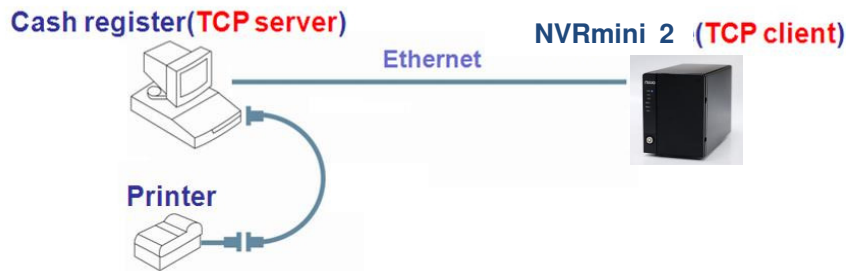 Cash register(TCP server)
NVRmini 2 (TCP client)
Ethernet
Printer